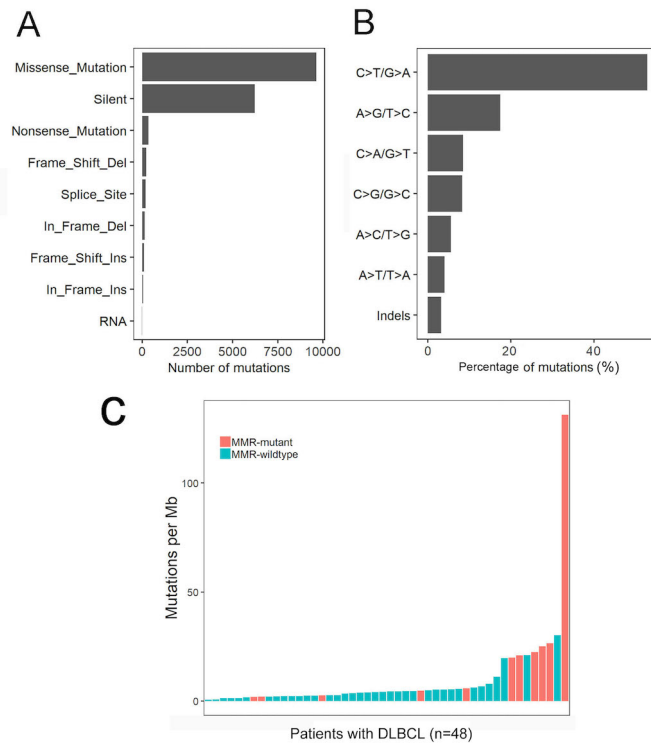 A
Missense_Mutation
Silent
Nonsense_Mutation
Frame_Shift_Del
Splice_Site
In_Frame_Del
Frame_Shift_Ins
In_Frame_Ins
RNA
0 2500 5000 7500 10000
Number of mutations
B
C>T/G>A
A>G/T>C
C>A/G>T
C>G/G>C
A>C/T>G
A>T/T>A
Indels
0 20 40
Percentage of mutations (%)
C
MMR-mutant
MMR-wildtype
100
50
0
Mutations per Mb
Patients with DLBCL (n=48)